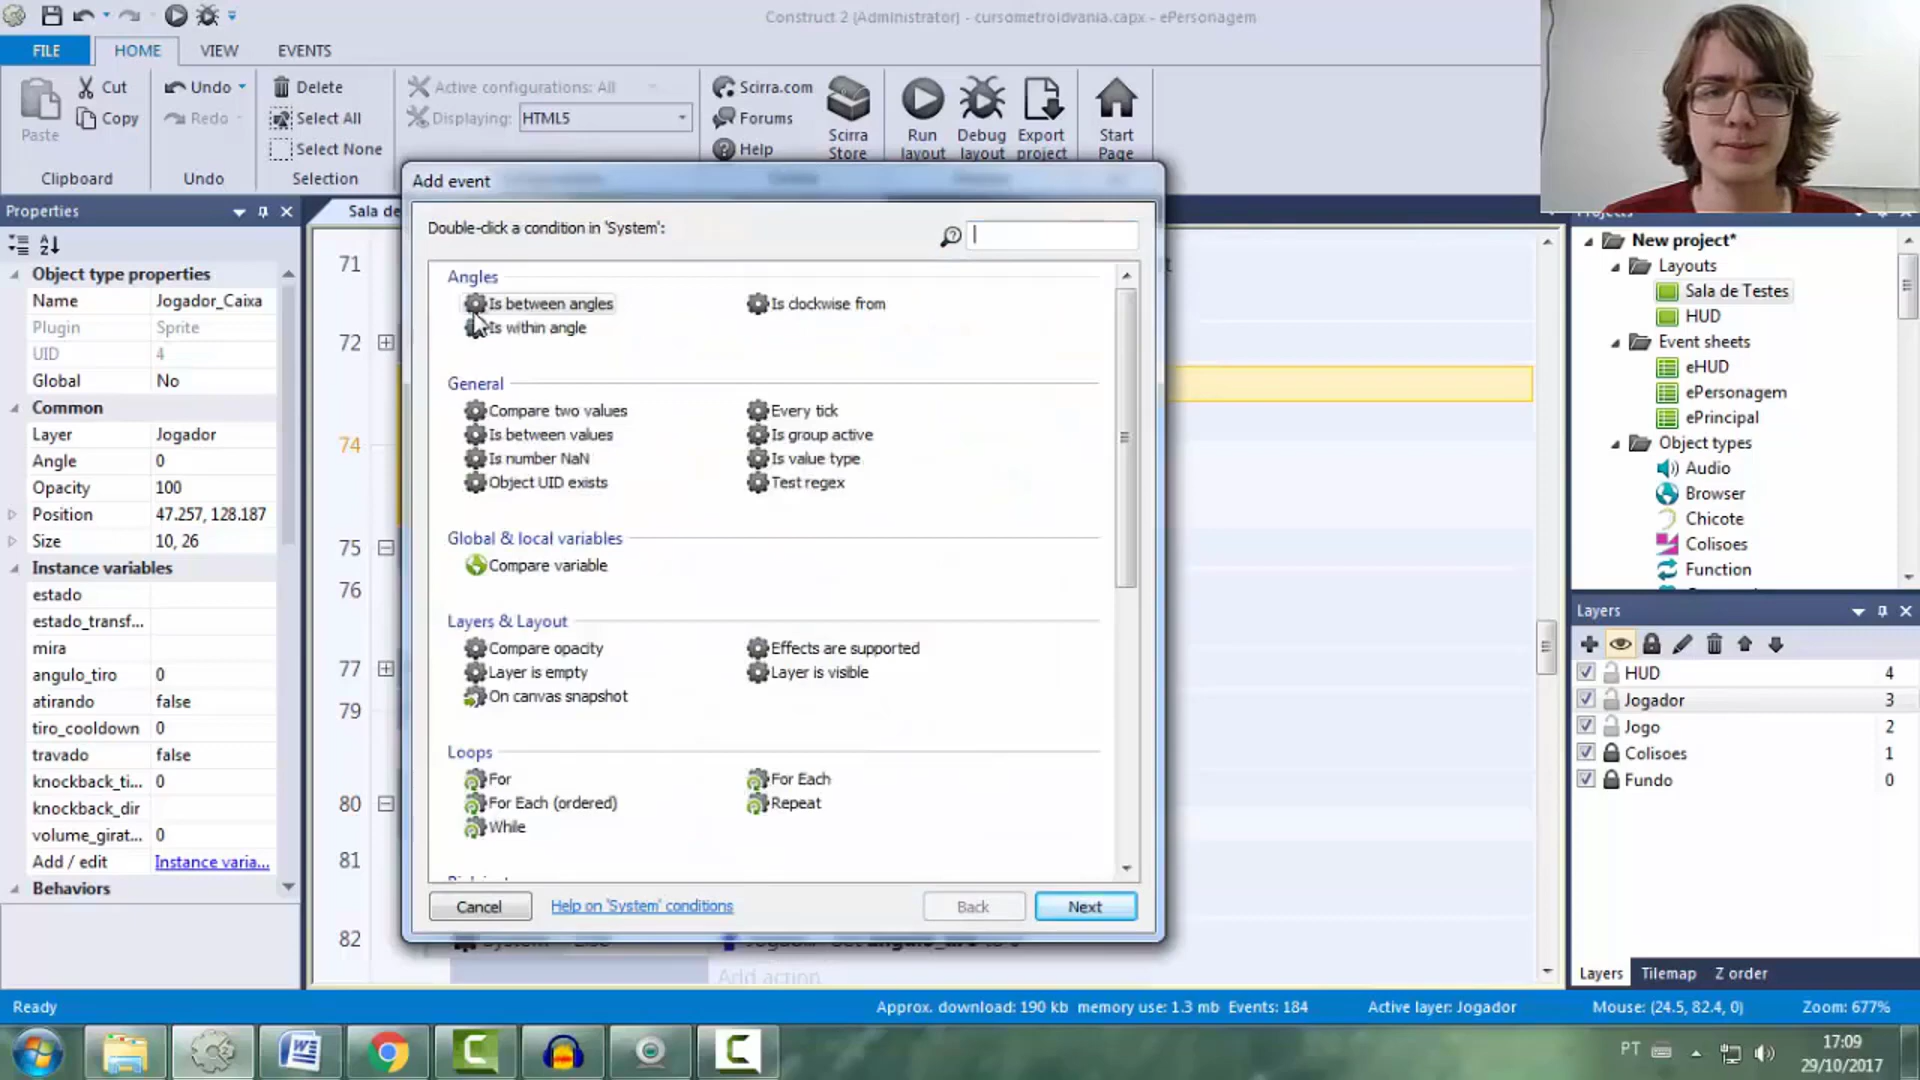 Construct 2 (Administrator) - cursometroidvania.capx - ePersonagem
FILE HOME VIEW EVENTS
Paste
Cut
Copy
Clipboard
Undo
Redo
Undo
Delete
Select All
Select None
Selection
Active configurations: All
Displaying: HTML5
Scirra.com
Forums
Help
Scirra Store
Run layout
Debug layout
Export project
Start Page
Properties
Object type properties
Name Jogador_Caixa
Plugin Sprite
UID 4
Global No
Common
Layer Jogador
Angle 0
Opacity 100
Position 47.257, 128.187
Size 10, 26
Instance variables
estado
estado_transf...
mira
angulo_tiro 0
atirando false
tiro_cooldown 0
travado false
knockback_ti... 0
knockback_dir
volume_girat... 0
Add / edit Instance varia...
Behaviors
Sala de
71
72
74
75
76
77
79
80
81
82
Add event
Double-click a condition in 'System':
Angles
Is between angles
Is clockwise from
Is within angle
General
Compare two values
Every tick
Is between values
Is group active
Is number NaN
Is value type
Object UID exists
Test regex
Global & local variables
Compare variable
Layers & Layout
Compare opacity
Effects are supported
Layer is empty
Layer is visible
On canvas snapshot
Loops
For
For Each
For Each (ordered)
Repeat
While
Cancel
Help on 'System' conditions
Back
Next
Add action
New project*
Layouts
Sala de Testes
HUD
Event sheets
eHUD
ePersonagem
ePrincipal
Object types
Audio
Browser
Chicote
Colisoes
Function
Layers
HUD 4
Jogador 3
Jogo 2
Colisoes 1
Fundo 0
Layers Tilemap Z order
Ready
Approx. download: 190 kb memory use: 1.3 mb Events: 184
Active layer: Jogador
Mouse: (24.5, 82.4, 0)
Zoom: 677%
PT
17:09
29/10/2017